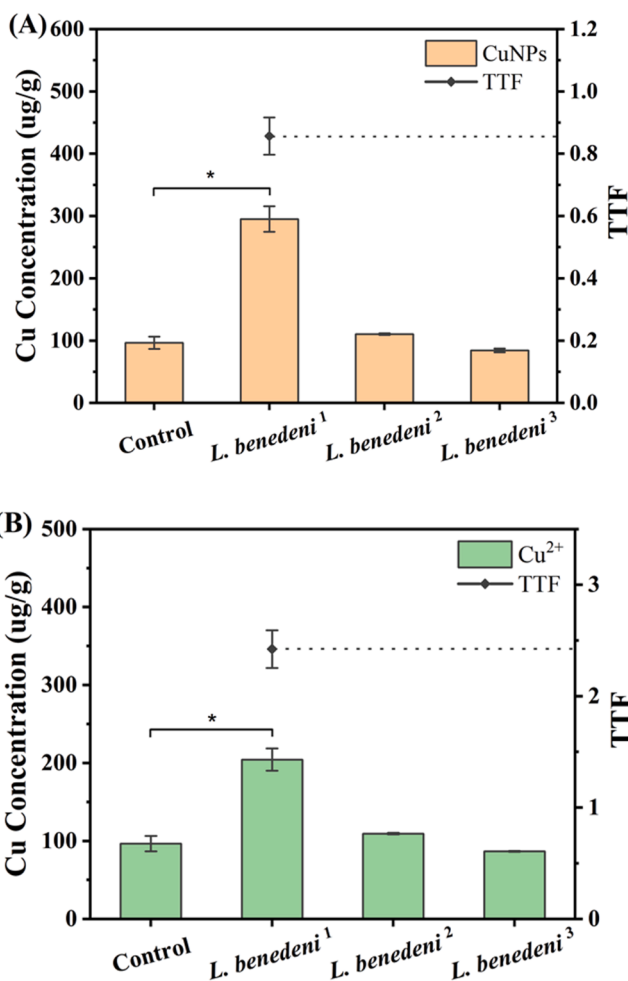 (A)
600
500
400
300
200
100
0
Cu Concentration (ug/g)
CuNPs
TTF
*
1.2
1.0
0.8
0.6
0.4
0.2
0.0
TTF
Control
L. benedeni 1
L. benedeni 2
L. benedeni 3
(B)
500
400
300
200
100
0
Cu Concentration (ug/g)
Cu2+
TTF
*
3
2
1
0
TTF
Control
L. benedeni 1
L. benedeni 2
L. benedeni 3